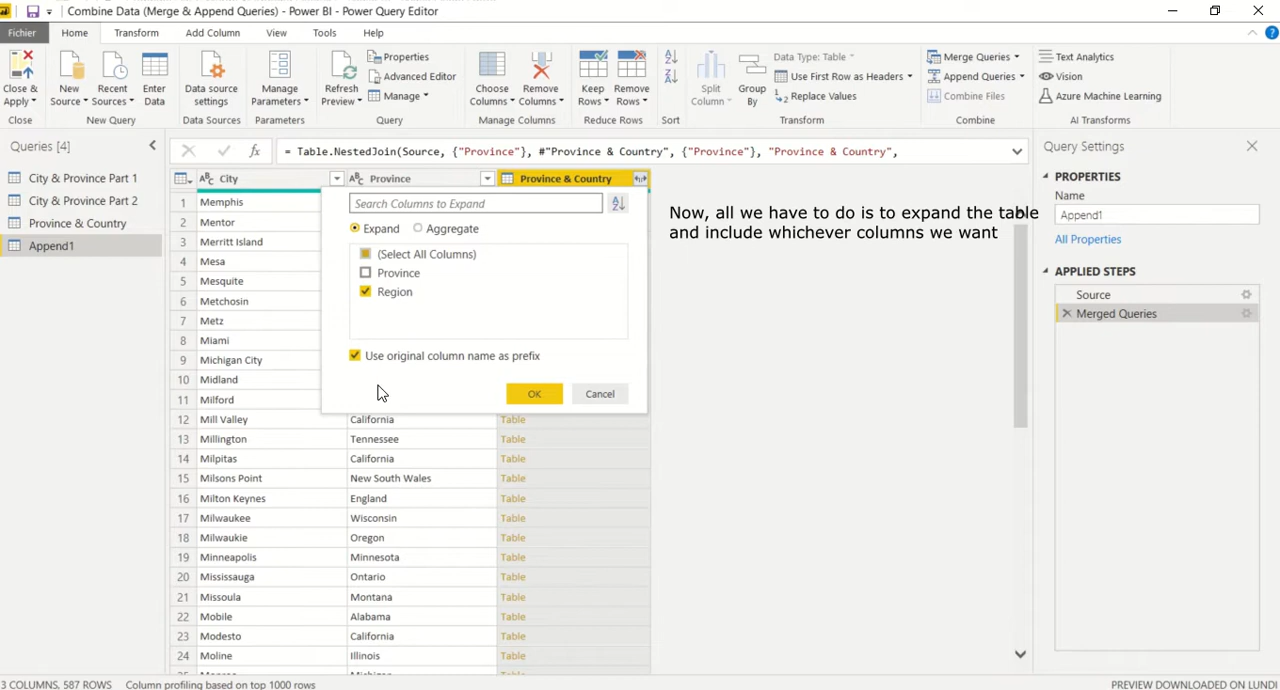 Combine Data (Merge & Append Queries) - Power BI - Power Query Editor
Fichier Home Transform Add Column View Tools Help
Close & Apply
New Source
Recent Sources
Enter Data
Data source settings
Manage Parameters
Refresh Preview
Properties
Advanced Editor
Manage
Choose Columns
Remove Columns
Keep Rows
Remove Rows
Split Column
Group By
Data Type: Table
Use First Row as Headers
Replace Values
Merge Queries
Append Queries
Combine Files
Text Analytics
Vision
Azure Machine Learning
Close New Query Data Sources Parameters Query Manage Columns Reduce Rows Sort Transform Combine AI Transforms
Queries [4]
City & Province Part 1
City & Province Part 2
Province & Country
Append1
fx = Table.NestedJoin(Source, {"Province"}, #"Province & Country", {"Province"}, "Province & Country",
City Province Province & Country
1 Memphis
2 Mentor
3 Merritt Island
4 Mesa
5 Mesquite
6 Metchosin
7 Metz
8 Miami
9 Michigan City
10 Midland
11 Milford
12 Mill Valley California Table
13 Millington Tennessee Table
14 Milpitas California Table
15 Milsons Point New South Wales Table
16 Milton Keynes England Table
17 Milwaukee Wisconsin Table
18 Milwaukie Oregon Table
19 Minneapolis Minnesota Table
20 Mississauga Ontario Table
21 Missoula Montana Table
22 Mobile Alabama Table
23 Modesto California Table
24 Moline Illinois Table
Search Columns to Expand
Expand Aggregate
(Select All Columns)
Province
Region
Use original column name as prefix
OK Cancel
Now, all we have to do is to expand the table
and include whichever columns we want
Query Settings
PROPERTIES
Name
Append1
All Properties
APPLIED STEPS
Source
Merged Queries
3 COLUMNS, 587 ROWS Column profiling based on top 1000 rows
PREVIEW DOWNLOADED ON LUNDI